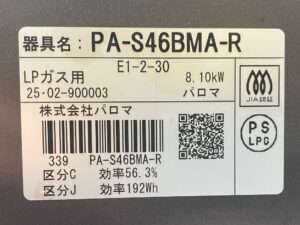 器具名：PA-S46BMA-R
E1-2-30
LPガス用 8.10kW
25・02-900003 パロマ
JIA認証
株式会社パロマ
PS
LPG
339 PA-S46BMA-R
区分C 効率56.3%
区分J 効率192Wh